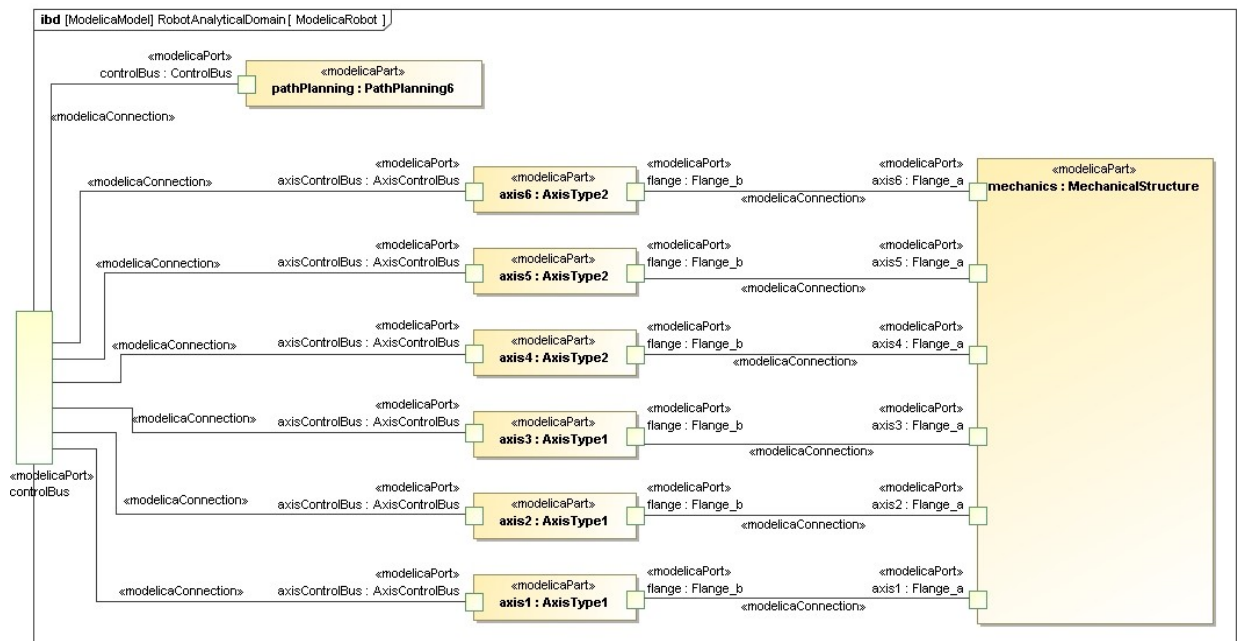 ibd [ModelicaModel] RobotAnalyticalDomain [ ModelicaRobot ]
«modelicaPort»
controlBus : ControlBus
«modelicaPart»
pathPlanning : PathPlanning6
«modelicaConnection»
«modelicaConnection»
«modelicaPort»
axisControlBus : AxisControlBus
«modelicaPart»
axis6 : AxisType2
«modelicaPort»
flange : Flange_b
«modelicaConnection»
«modelicaPort»
axis6 : Flange_a
«modelicaPart»
mechanics : MechanicalStructure
«modelicaConnection»
«modelicaPort»
axisControlBus : AxisControlBus
«modelicaPart»
axis5 : AxisType2
«modelicaPort»
flange : Flange_b
«modelicaConnection»
«modelicaPort»
axis5 : Flange_a
«modelicaConnection»
«modelicaPort»
axisControlBus : AxisControlBus
«modelicaPart»
axis4 : AxisType2
«modelicaPort»
flange : Flange_b
«modelicaConnection»
«modelicaPort»
axis4 : Flange_a
«modelicaConnection»
«modelicaPort»
axisControlBus : AxisControlBus
«modelicaPart»
axis3 : AxisType1
«modelicaPort»
flange : Flange_b
«modelicaConnection»
«modelicaPort»
axis3 : Flange_a
«modelicaPort»
controlBus
«modelicaConnection»
«modelicaPort»
axisControlBus : AxisControlBus
«modelicaPart»
axis2 : AxisType1
«modelicaPort»
flange : Flange_b
«modelicaConnection»
«modelicaPort»
axis2 : Flange_a
«modelicaConnection»
«modelicaPort»
axisControlBus : AxisControlBus
«modelicaPart»
axis1 : AxisType1
«modelicaPort»
flange : Flange_b
«modelicaConnection»
«modelicaPort»
axis1 : Flange_a